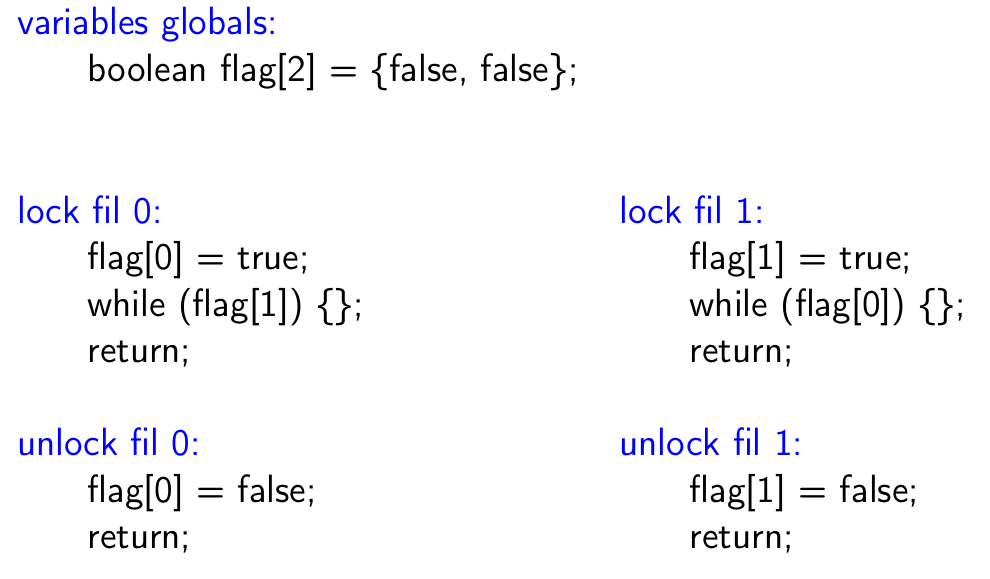 variables globals:
boolean flag[2] = {false, false};
lock fil 0:
flag[0] = true;
while (flag[1]) {};
return;
unlock fil 0:
flag[0] = false;
return;
lock fil 1:
flag[1] = true;
while (flag[0]) {};
return;
unlock fil 1:
flag[1] = false;
return;